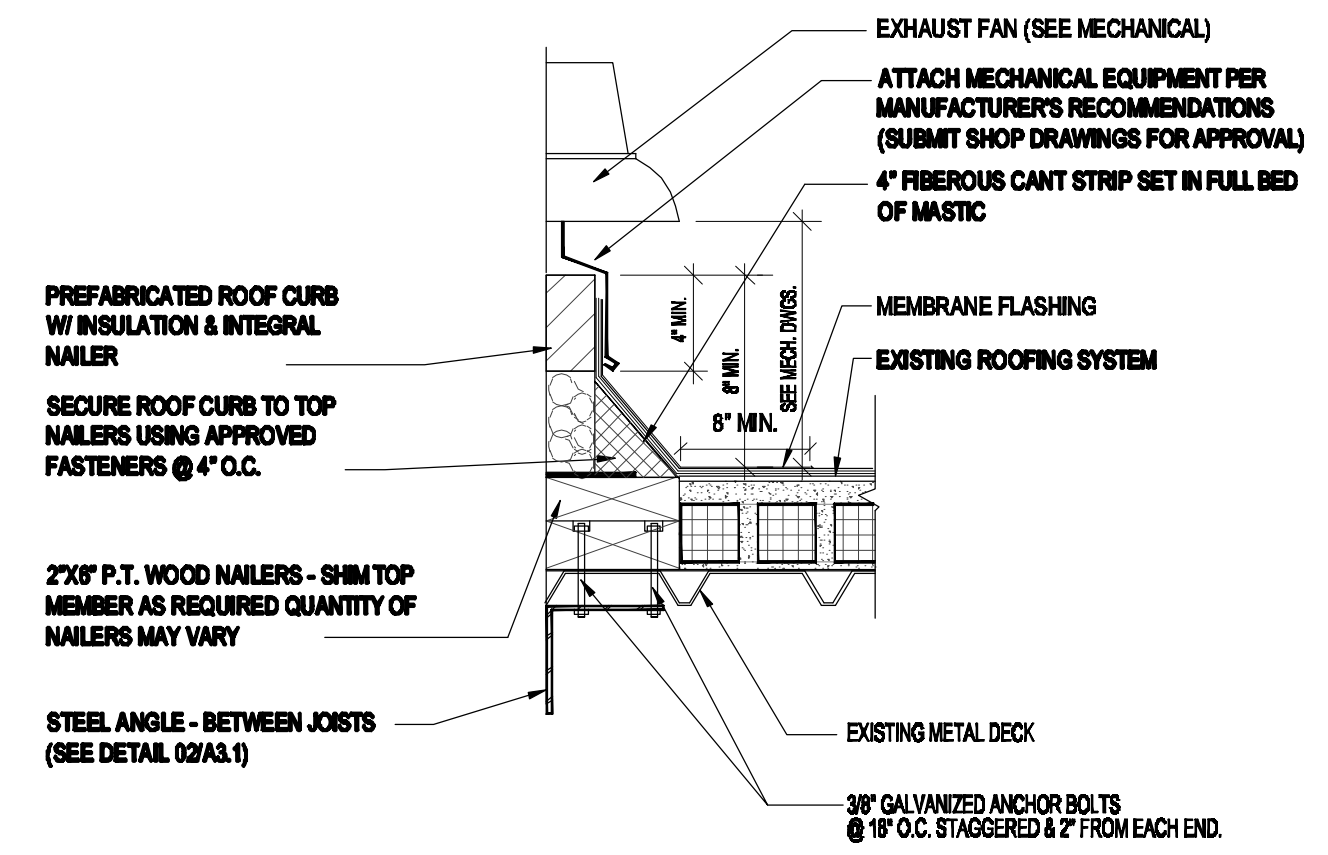 EXHAUST FAN (SEE MECHANICAL)
ATTACH MECHANICAL EQUIPMENT PER
MANUFACTURER'S RECOMMENDATIONS
(SUBMIT SHOP DRAWINGS FOR APPROVAL)
4" FIBEROUS CANT STRIP SET IN FULL BED
OF MASTIC
MEMBRANE FLASHING
EXISTING ROOFING SYSTEM
4" MIN.
8" MIN.
SEE MECH. DWGS.
8" MIN.
PREFABRICATED ROOF CURB
W/ INSULATION & INTEGRAL
NAILER
SECURE ROOF CURB TO TOP
NAILERS USING APPROVED
FASTENERS @ 4" O.C.
2"X6" P.T. WOOD NAILERS - SHIM TOP
MEMBER AS REQUIRED QUANTITY OF
NAILERS MAY VARY
STEEL ANGLE - BETWEEN JOISTS
(SEE DETAIL 02/A3.1)
EXISTING METAL DECK
3/8" GALVANIZED ANCHOR BOLTS
@ 18" O.C. STAGGERED & 2" FROM EACH END.